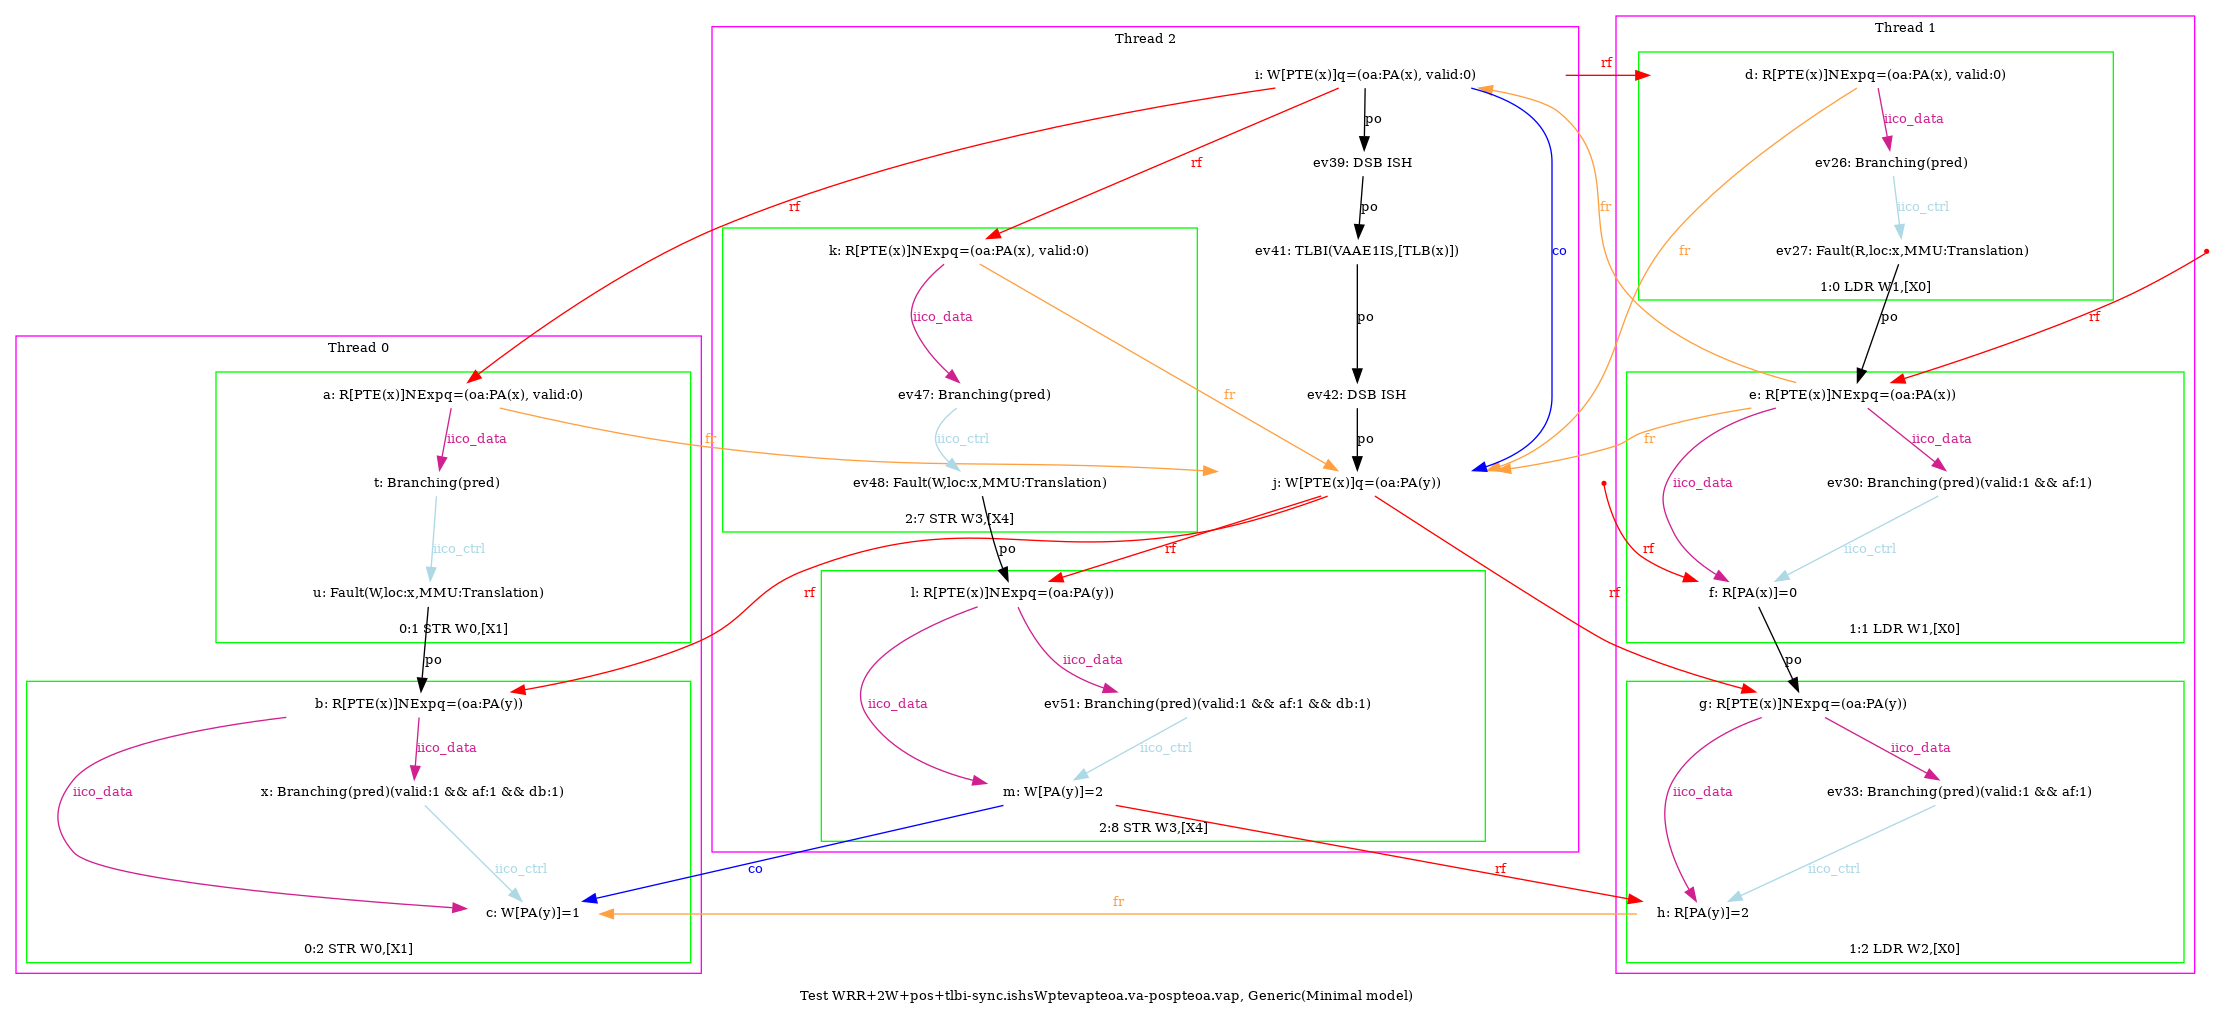 Thread 2
Thread 1
i: W[PTE(x)]q=(oa:PA(x), valid:0)
rf
d: R[PTE(x)]NExpq=(oa:PA(x), valid:0)
po
iico_data
rf
ev39: DSB ISH
ev26: Branching(pred)
rf
po
fr
iico_ctrl
k: R[PTE(x)]NExpq=(oa:PA(x), valid:0)
ev41: TLBI(VAAE1IS,[TLB(x)])
co
fr
ev27: Fault(R,loc:x,MMU:Translation)
1:0 LDR W1,[X0]
iico_data
po
po
rf
Thread 0
a: R[PTE(x)]NExpq=(oa:PA(x), valid:0)
ev47: Branching(pred)
fr
ev42: DSB ISH
e: R[PTE(x)]NExpq=(oa:PA(x))
iico_data
fr
iico_ctrl
po
fr
iico_data
t: Branching(pred)
ev48: Fault(W,loc:x,MMU:Translation)
j: W[PTE(x)]q=(oa:PA(y))
iico_data
ev30: Branching(pred)(valid:1 && af:1)
2:7 STR W3,[X4]
iico_ctrl
po
rf
rf
iico_ctrl
u: Fault(W,loc:x,MMU:Translation)
rf
l: R[PTE(x)]NExpq=(oa:PA(y))
rf
f: R[PA(x)]=0
0:1 STR W0,[X1]
1:1 LDR W1,[X0]
po
iico_data
po
b: R[PTE(x)]NExpq=(oa:PA(y))
iico_data
ev51: Branching(pred)(valid:1 && af:1 && db:1)
g: R[PTE(x)]NExpq=(oa:PA(y))
iico_data
iico_ctrl
iico_data
iico_data
x: Branching(pred)(valid:1 && af:1 && db:1)
m: W[PA(y)]=2
iico_data
ev33: Branching(pred)(valid:1 && af:1)
2:8 STR W3,[X4]
iico_ctrl
co
rf
iico_ctrl
fr
c: W[PA(y)]=1
h: R[PA(y)]=2
0:2 STR W0,[X1]
1:2 LDR W2,[X0]
Test WRR+2W+pos+tlbi-sync.ishsWptevapteoa.va-pospteoa.vap, Generic(Minimal model)